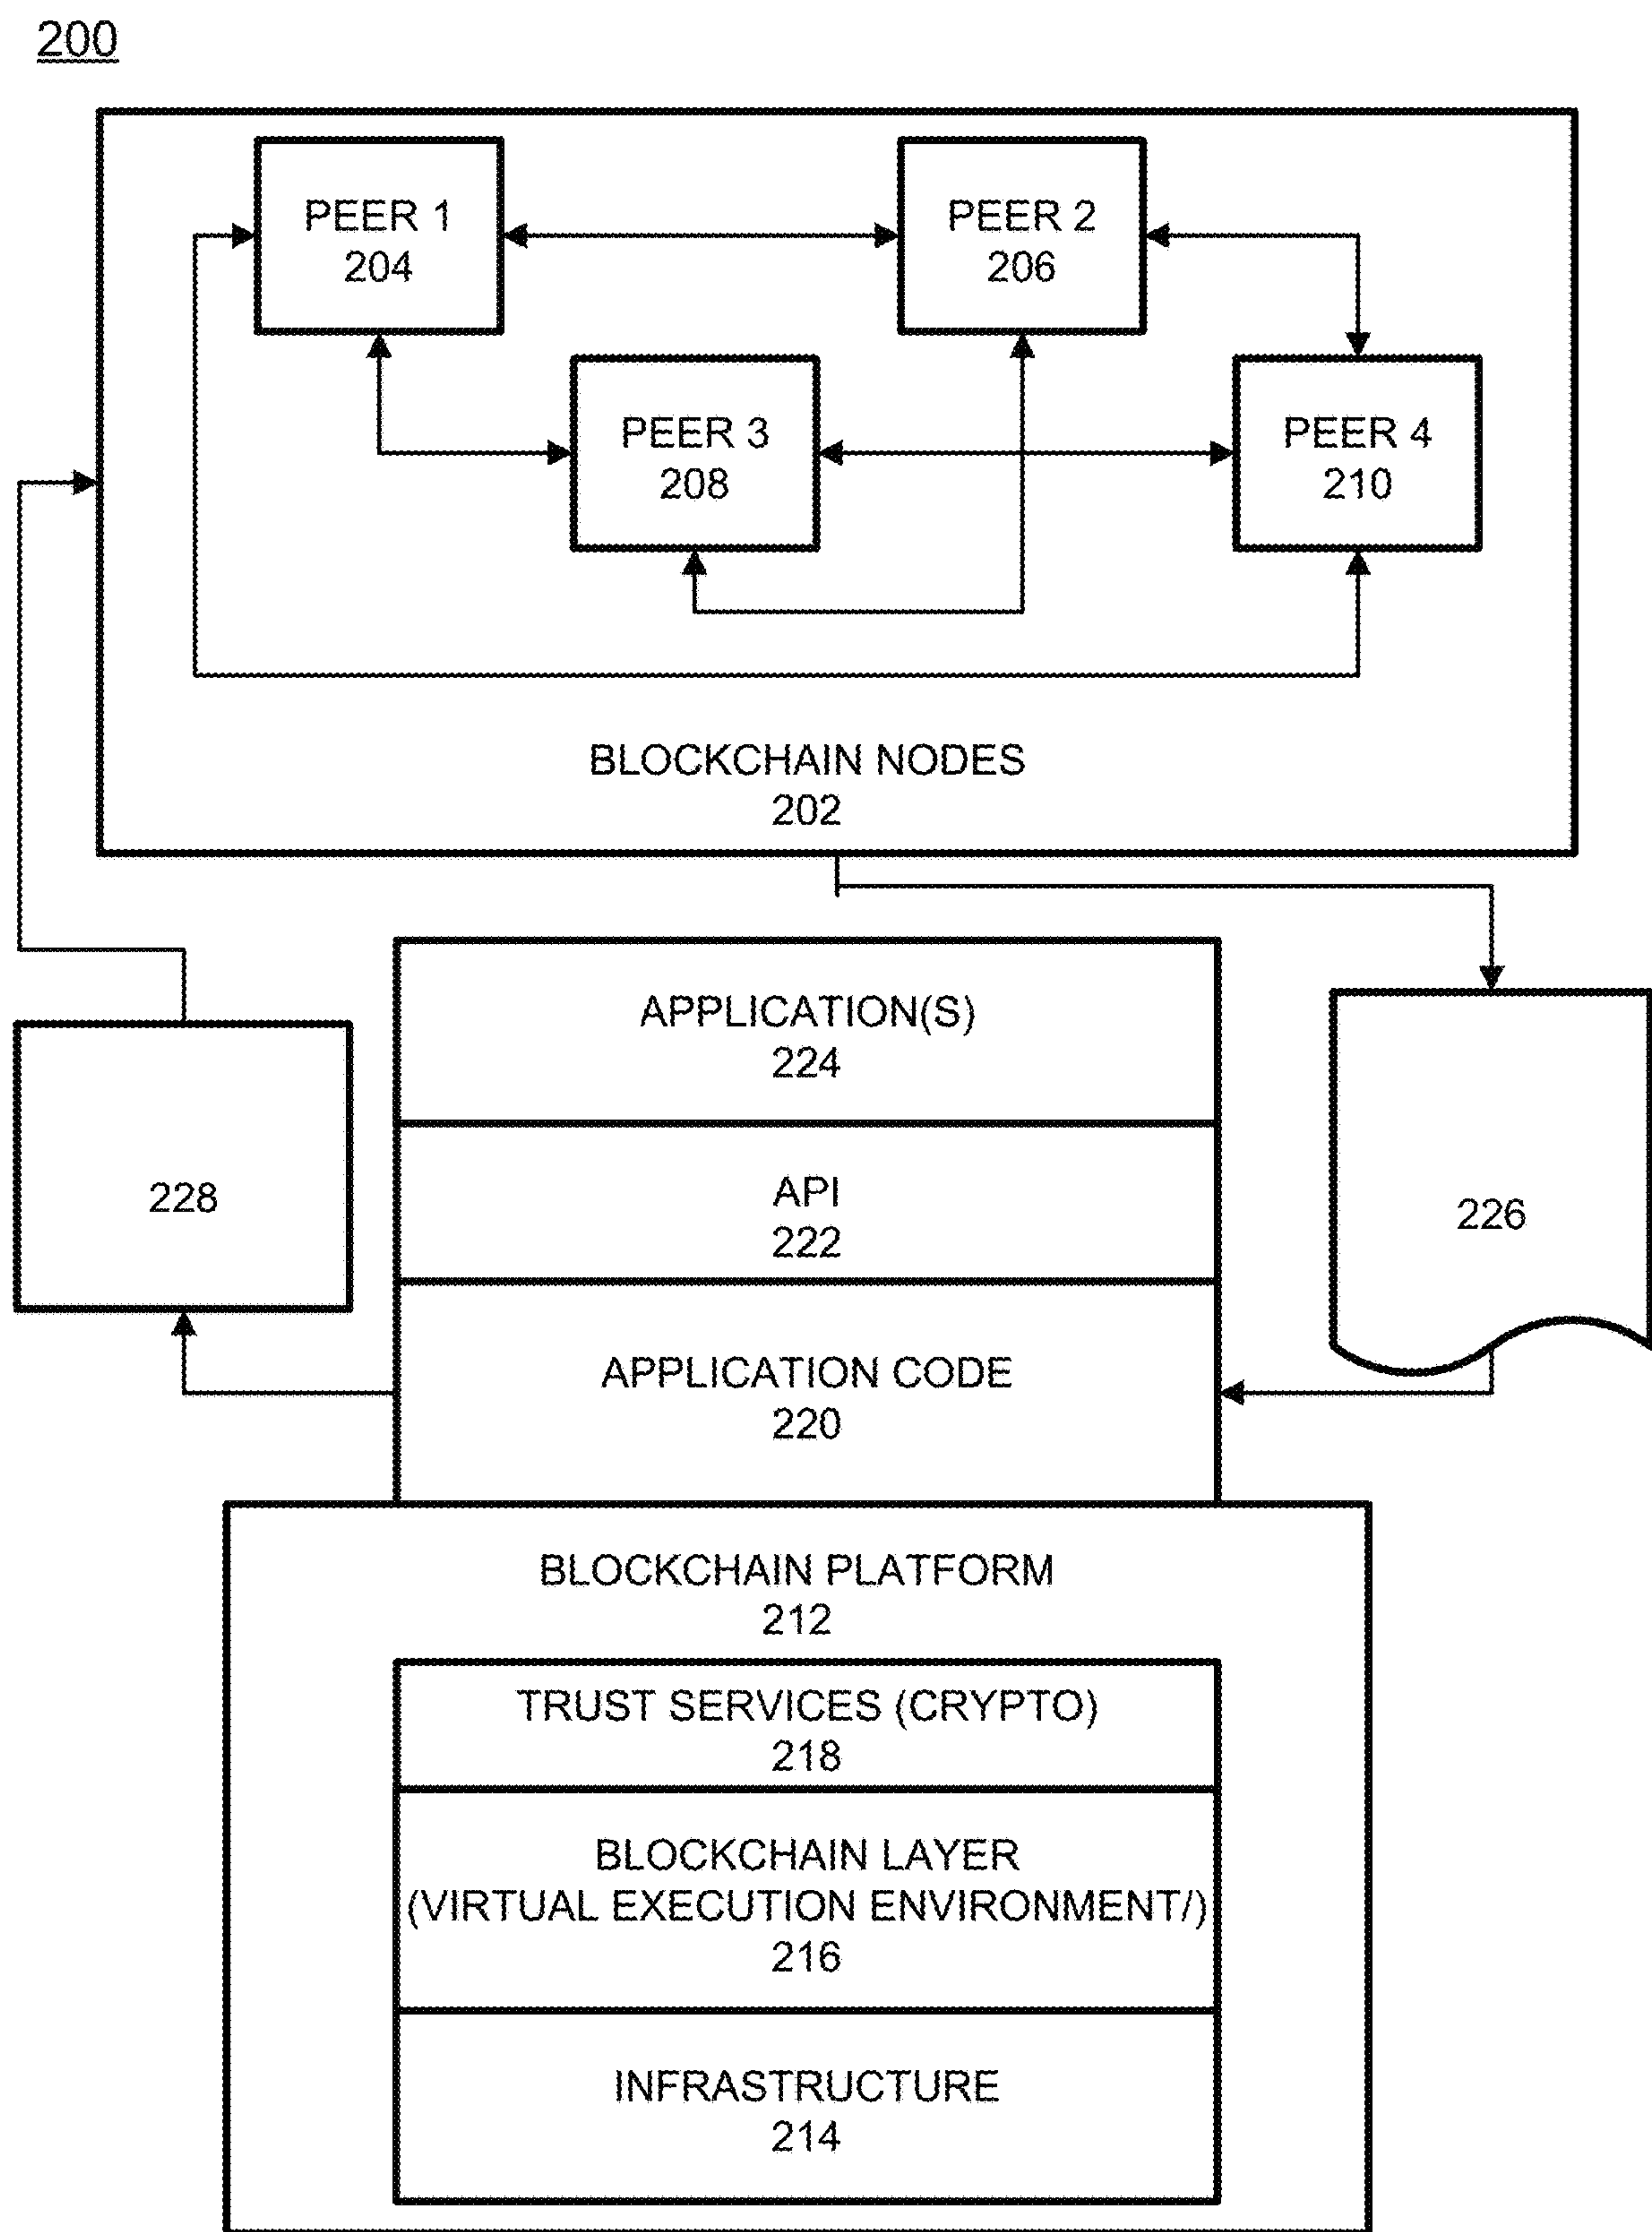 200
PEER 1
204
PEER 2
206
PEER 3
208
PEER 4
210
BLOCKCHAIN NODES
202
APPLICATION(S)
224
API
222
228
226
APPLICATION CODE
220
BLOCKCHAIN PLATFORM
212
TRUST SERVICES (CRYPTO)
218
BLOCKCHAIN LAYER
(VIRTUAL EXECUTION ENVIRONMENT/)
216
INFRASTRUCTURE
214